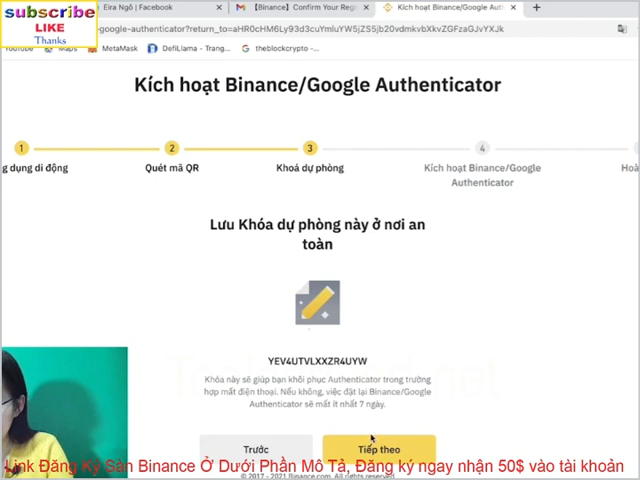 subscribe
LIKE
Thanks
Eira Ngô | Facebook
【Binance】Confirm Your Regi
Kích hoạt Binance/Google Auth
-google-authenticator?return_to=aHR0cHM6Ly93d3cuYmluYW5jZS5jb20vdmkvbXkvZGFzaGJvYXJk
YouTube
Maps
MetaMask
DefiLlama - Tran...
theblockcrypto -...
Kích hoạt Binance/Google Authenticator
1
2
3
4
g dụng di động
Quét mã QR
Khoá dự phòng
Kích hoạt Binance/Google
Authenticator
Hoà
Lưu Khóa dự phòng này ở nơi an
toàn
YEV4UTVLXXZR4UYW
Khóa này sẽ giúp bạn khôi phục Authenticator trong trường
hợp mất điện thoại. Nếu không, việc đặt lại Binance/Google
Authenticator sẽ mất ít nhất 7 ngày.
Trước
Tiếp theo
Link Đăng Ký Sàn Binance Ở Dưới Phần Mô Tả, Đăng ký ngay nhận 50$ vào tài khoản
© 2017 - 2021 Binance.com. All rights reserved